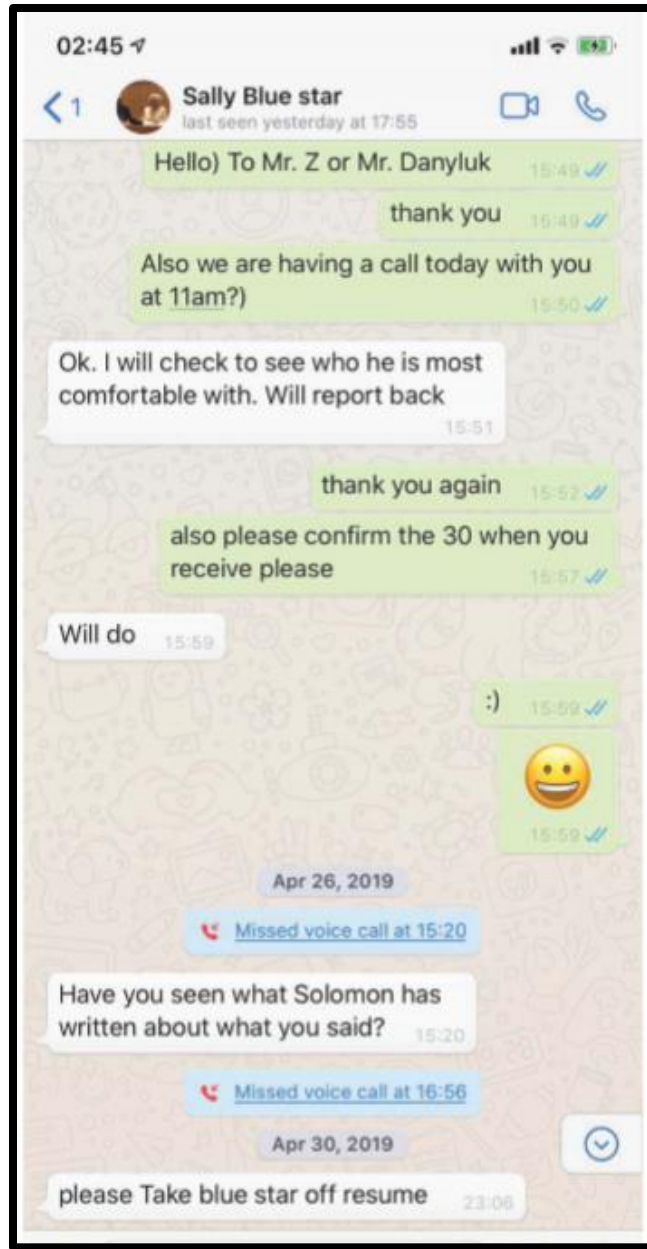 02:45
1
Sally Blue star
last seen yesterday at 17:55
Hello) To Mr. Z or Mr. Danyluk 15:49
thank you 15:49
Also we are having a call today with you
at 11am?)
15:50
Ok. I will check to see who he is most
comfortable with. Will report back
15:51
thank you again 15:52
also please confirm the 30 when you
receive please 15:57
Will do 15:59
:) 15:59
15:59
Apr 26, 2019
Missed voice call at 15:20
Have you seen what Solomon has
written about what you said? 15:20
Missed voice call at 16:56
Apr 30, 2019
please Take blue star off resume 23:06